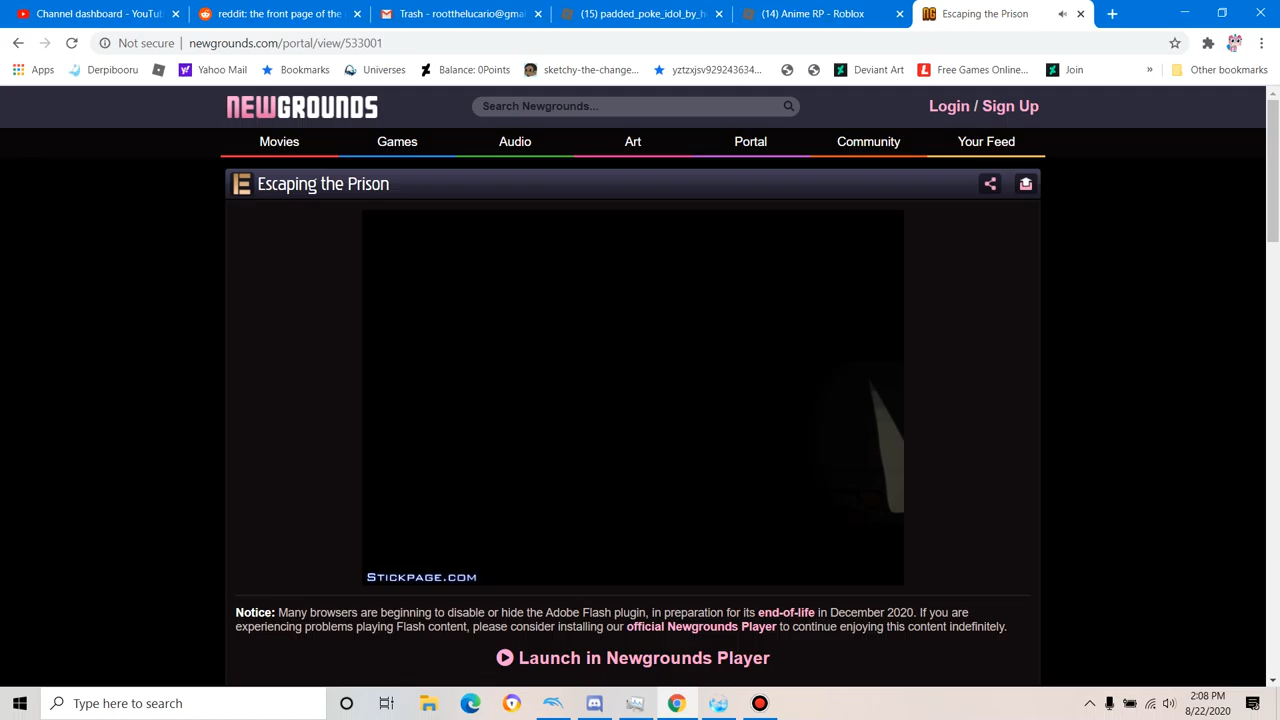 Channel dashboard - YouTub
reddit: the front page of the
Trash - rootthelucario@gma
(15) padded_poke_idol_by_h
(14) Anime RP - Roblox
Escaping the Prison
Not secure
newgrounds.com/portal/view/533001
Apps
Derpibooru
Yahoo Mail
Bookmarks
Universes
Balance: 0Points
sketchy-the-change...
yztzxjsv929243634...
Deviant Art
Free Games Online...
Join
»
Other bookmarks
NEWGROUNDS
Search Newgrounds...
Login / Sign Up
Movies
Games
Audio
Art
Portal
Community
Your Feed
Escaping the Prison
STICKPAGE.COM
Notice: Many browsers are beginning to disable or hide the Adobe Flash plugin, in preparation for its end-of-life in December 2020. If you are
experiencing problems playing Flash content, please consider installing our official Newgrounds Player to continue enjoying this content indefinitely.
Launch in Newgrounds Player
Type here to search
2:08 PM
8/22/2020